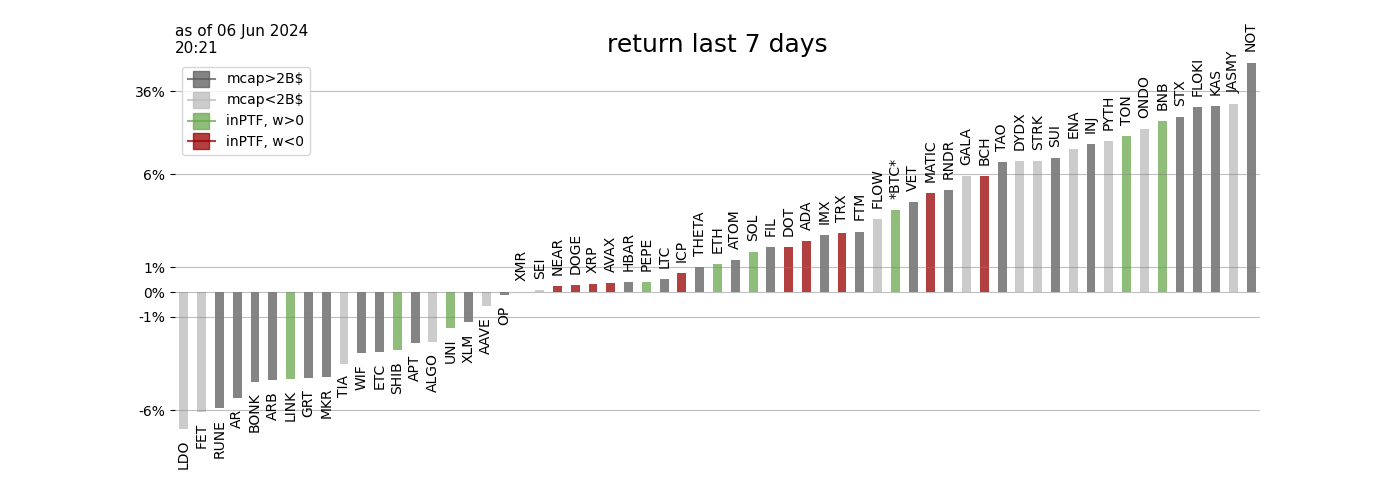 as of 06 Jun 2024
20:21
return last 7 days
mcap>2B$
mcap<2B$
inPTF, w>0
inPTF, w<0
36%
6%
1%
0%
-1%
-6%
LDO
FET
RUNE
AR
BONK
ARB
LINK
GRT
MKR
TIA
WIF
ETC
SHIB
APT
ALGO
UNI
XLM
AAVE
OP
XMR
SEI
NEAR
DOGE
XRP
AVAX
HBAR
PEPE
LTC
ICP
THETA
ETH
ATOM
SOL
FIL
DOT
ADA
IMX
TRX
FTM
FLOW
*BTC*
VET
MATIC
RNDR
GALA
BCH
TAO
DYDX
STRK
SUI
ENA
INJ
PYTH
TON
ONDO
BNB
STX
FLOKI
KAS
JASMY
NOT